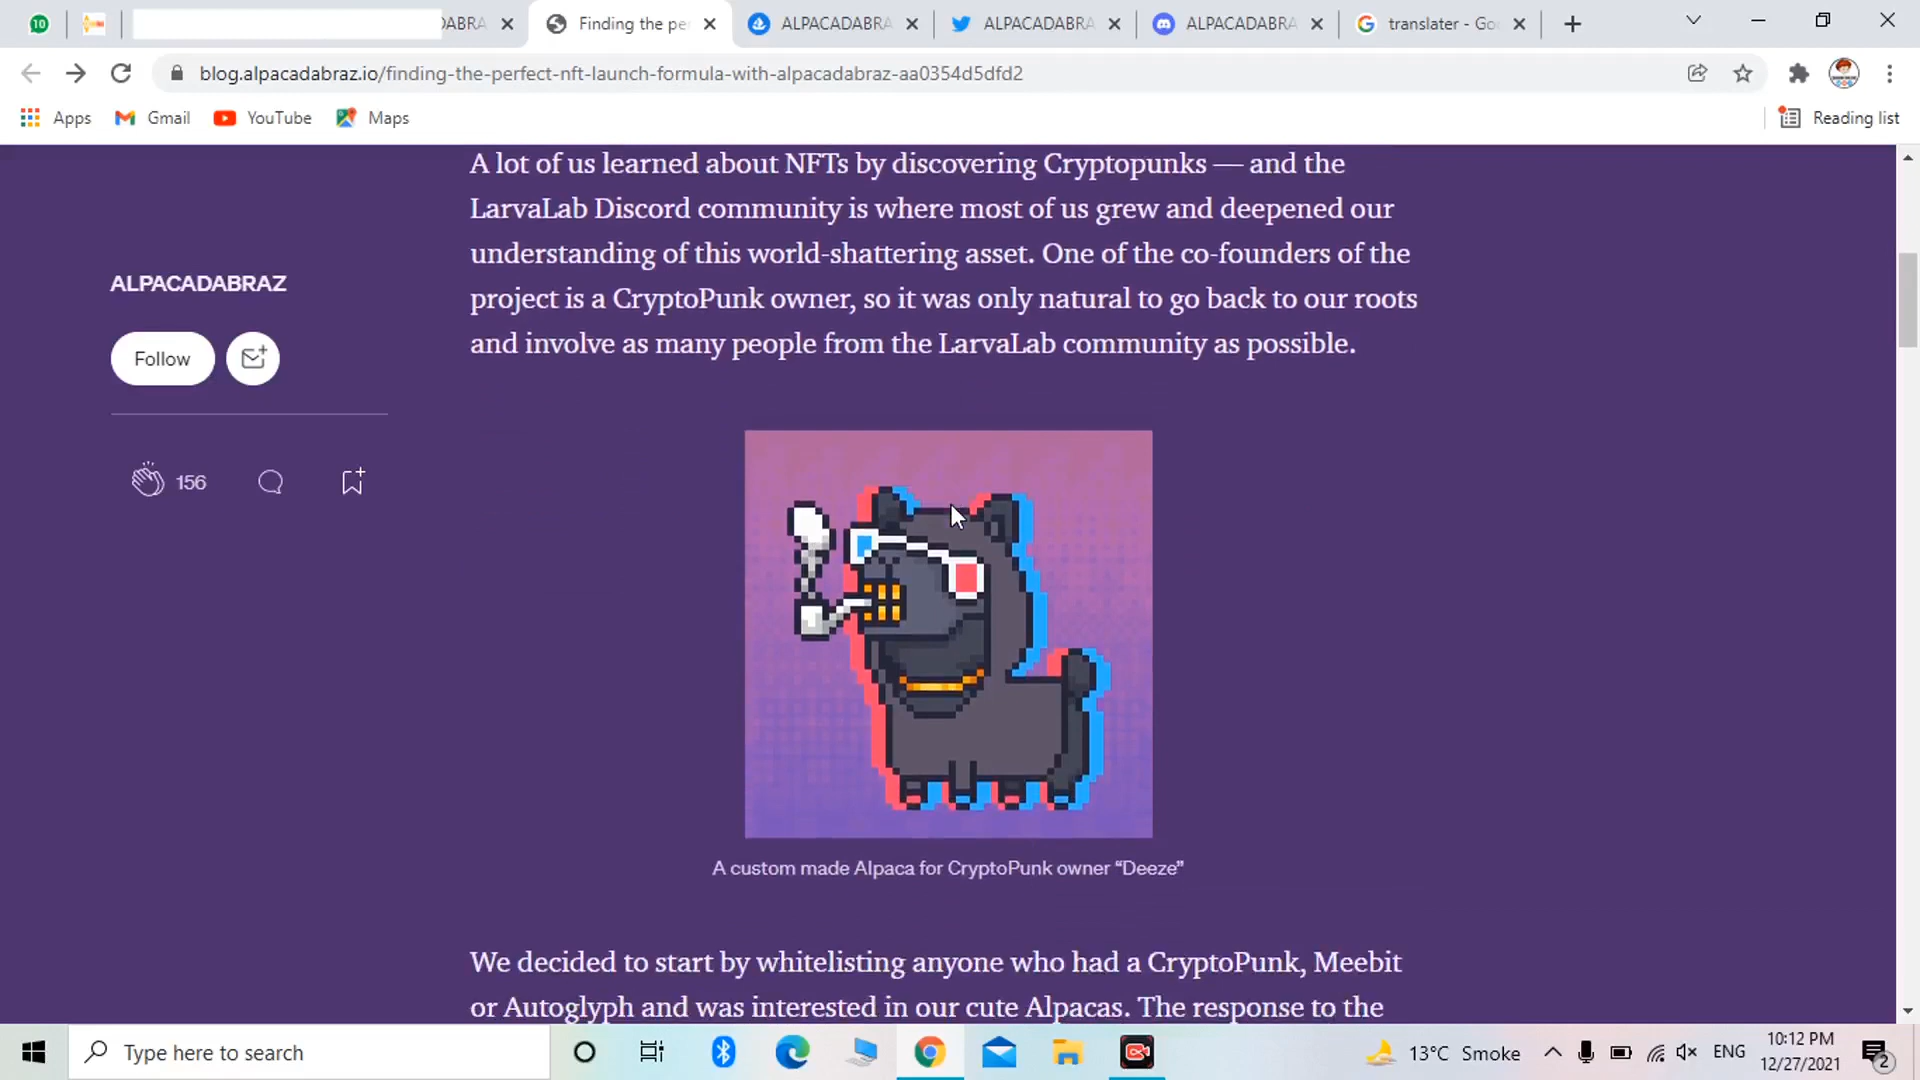 10
ABRA
Finding the pe
ALPACADABRA
ALPACADABRA
ALPACADABRA
translater - Go
blog.alpacadabraz.io/finding-the-perfect-nft-launch-formula-with-alpacadabraz-aa0354d5dfd2
Apps
Gmail
YouTube
Maps
Reading list
A lot of us learned about NFTs by discovering Cryptopunks — and the
LarvaLab Discord community is where most of us grew and deepened our
understanding of this world-shattering asset. One of the co-founders of the
project is a CryptoPunk owner, so it was only natural to go back to our roots
and involve as many people from the LarvaLab community as possible.
ALPACADABRAZ
Follow
156
A custom made Alpaca for CryptoPunk owner “Deeze”
We decided to start by whitelisting anyone who had a CryptoPunk, Meebit
or Autoglyph and was interested in our cute Alpacas. The response to the
Type here to search
13°C Smoke
ENG
10:12 PM
12/27/2021
2